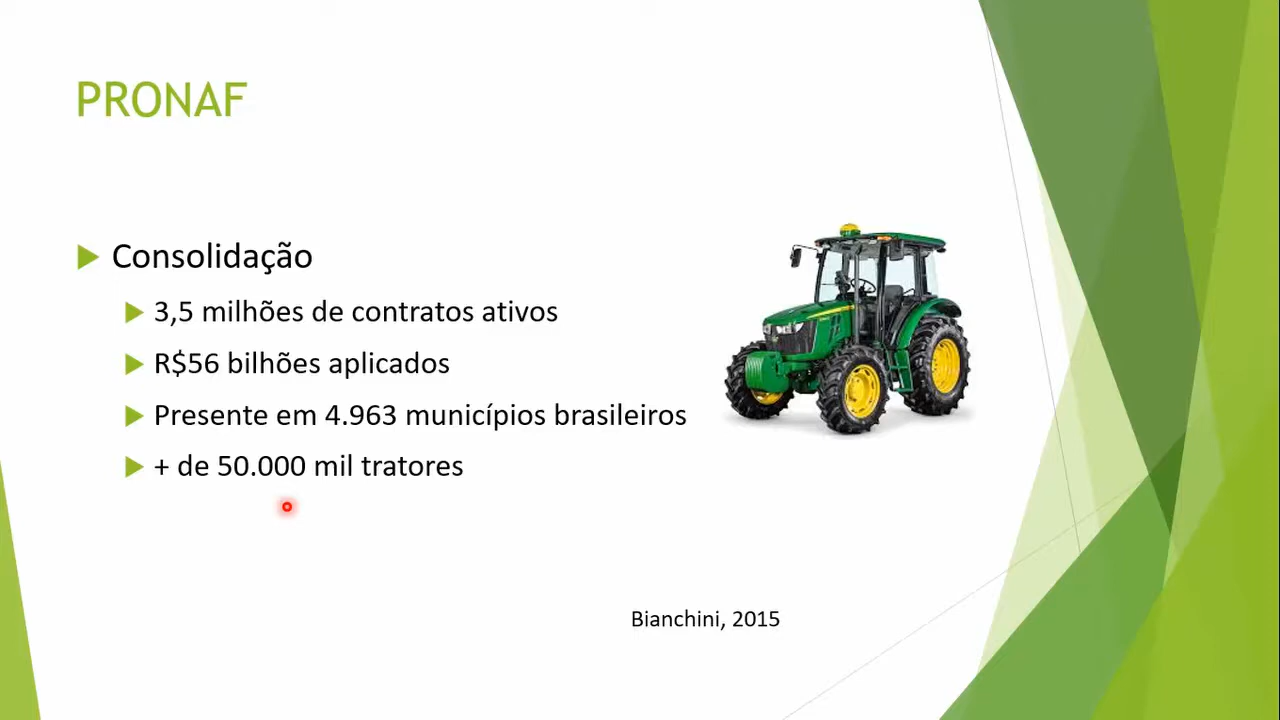 PRONAF
Consolidação
3,5 milhões de contratos ativos
R$56 bilhões aplicados
Presente em 4.963 municípios brasileiros
+ de 50.000 mil tratores
Bianchini, 2015